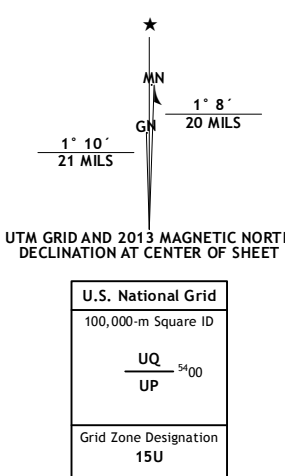 ★
MN
1° 8´
20 MILS
GN
1° 10´
21 MILS
UTM GRID AND 2013 MAGNETIC NORTH
DECLINATION AT CENTER OF SHEET
U.S. National Grid
100,000-m Square ID
UQ
5400
UP
Grid Zone Designation
15U